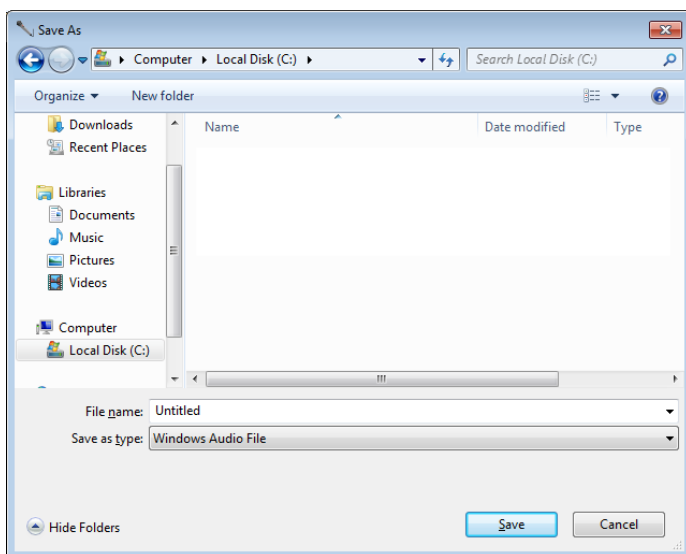 Save As
Computer Local Disk (C:)
Search Local Disk (C:)
Organize New folder
Name Date modified Type
Downloads
Recent Places
Libraries
Documents
Music
Pictures
Videos
Computer
Local Disk (C:)
File name: Untitled
Save as type: Windows Audio File
Hide Folders Save Cancel